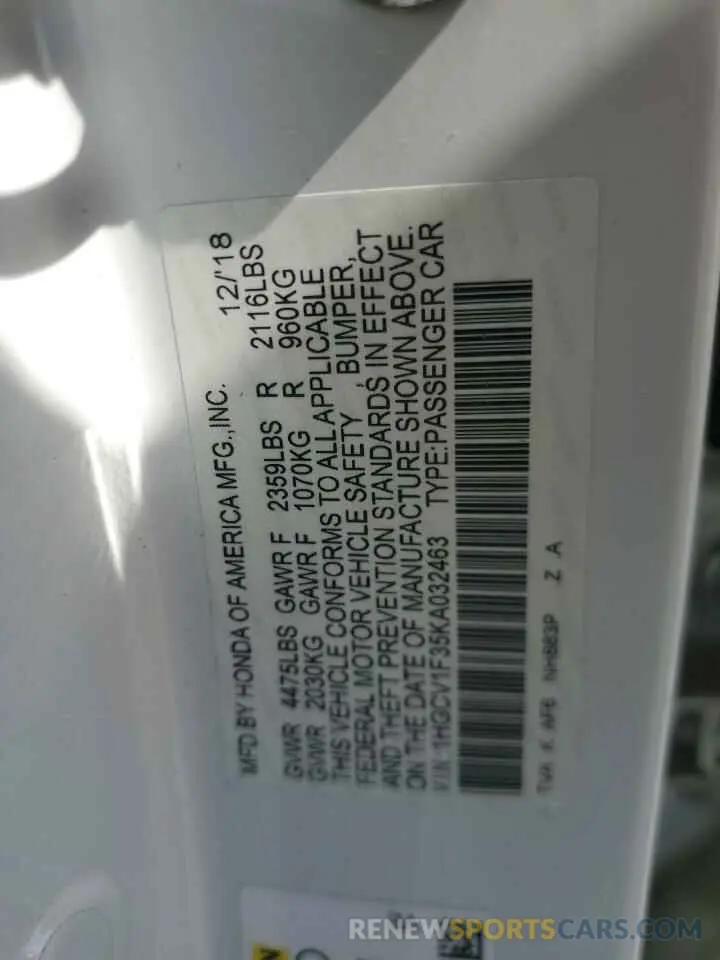 MFD BY HONDA OF AMERICA MFG.,INC. 12/'18
GVWR 4475LBS GAWR F 2359LBS R 2116LBS
GVWR 2030KG GAWR F 1070KG R 960KG
THIS VEHICLE CONFORMS TO ALL APPLICABLE
FEDERAL MOTOR VEHICLE SAFETY, BUMPER,
AND THEFT PREVENTION STANDARDS IN EFFECT
ON THE DATE OF MANUFACTURE SHOWN ABOVE.
VIN: 1HGCV1F35KA032463 TYPE:PASSENGER CAR
TVA K AFB NH883P Z A
RENEWSPORTSCARS.COM